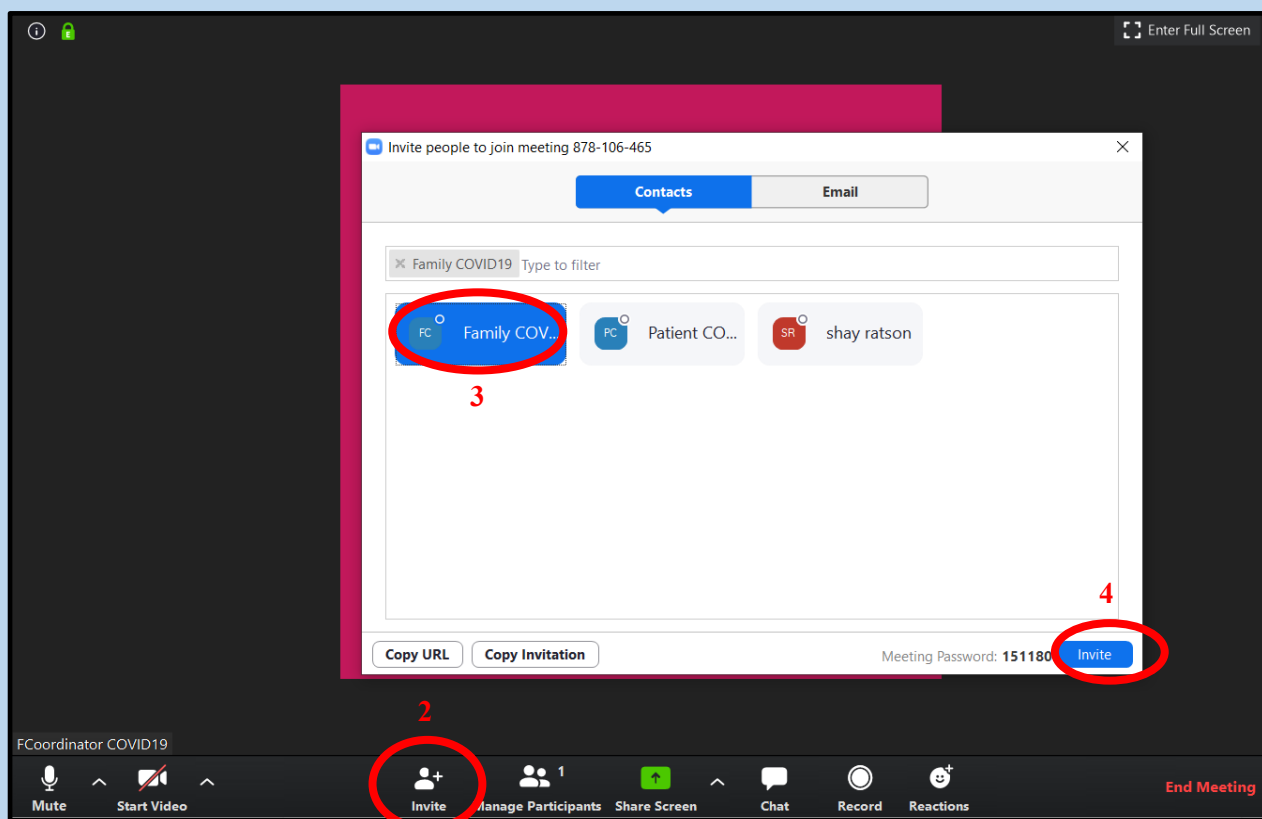 Enter Full Screen
Invite people to join meeting 878-106-465
Contacts Email
Family COVID19 Type to filter
FC Family COV... PC Patient CO... SR shay ratson
3
4
Copy URL Copy Invitation Meeting Password: 151180 Invite
2
FCoordinator COVID19
1
Mute Start Video Invite Manage Participants Share Screen Chat Record Reactions End Meeting